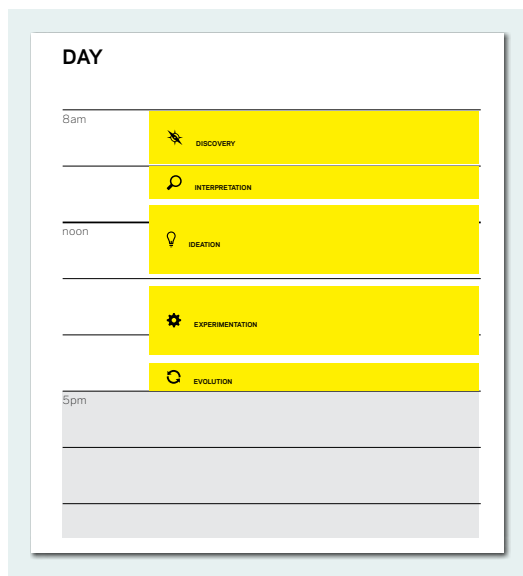 DAY
8am
DISCOVERY
INTERPRETATION
noon
IDEATION
EXPERIMENTATION
EVOLUTION
5pm